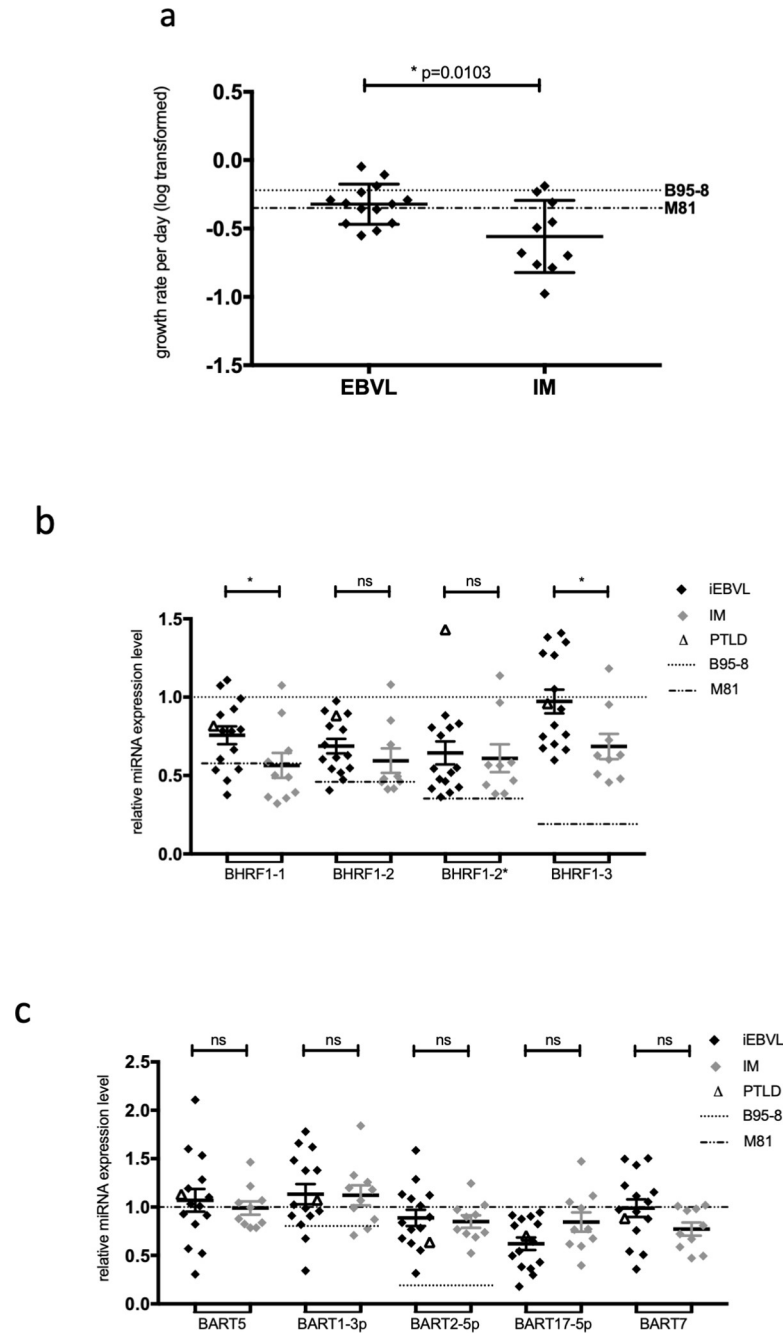 a
* p=0.0103
0.5
0.0
-0.5
-1.0
-1.5
growth rate per day (log transformed)
B95-8
M81
EBVL IM
b
* ns ns *
iEBVL
IM
PTLD
B95-8
M81
1.5
1.0
0.5
0.0
relative miRNA expression level
BHRF1-1 BHRF1-2 BHRF1-2* BHRF1-3
c
ns ns ns ns ns
iEBVL
IM
PTLD
B95-8
M81
2.5
2.0
1.5
1.0
0.5
0.0
relative miRNA expression level
BART5 BART1-3p BART2-5p BART17-5p BART7